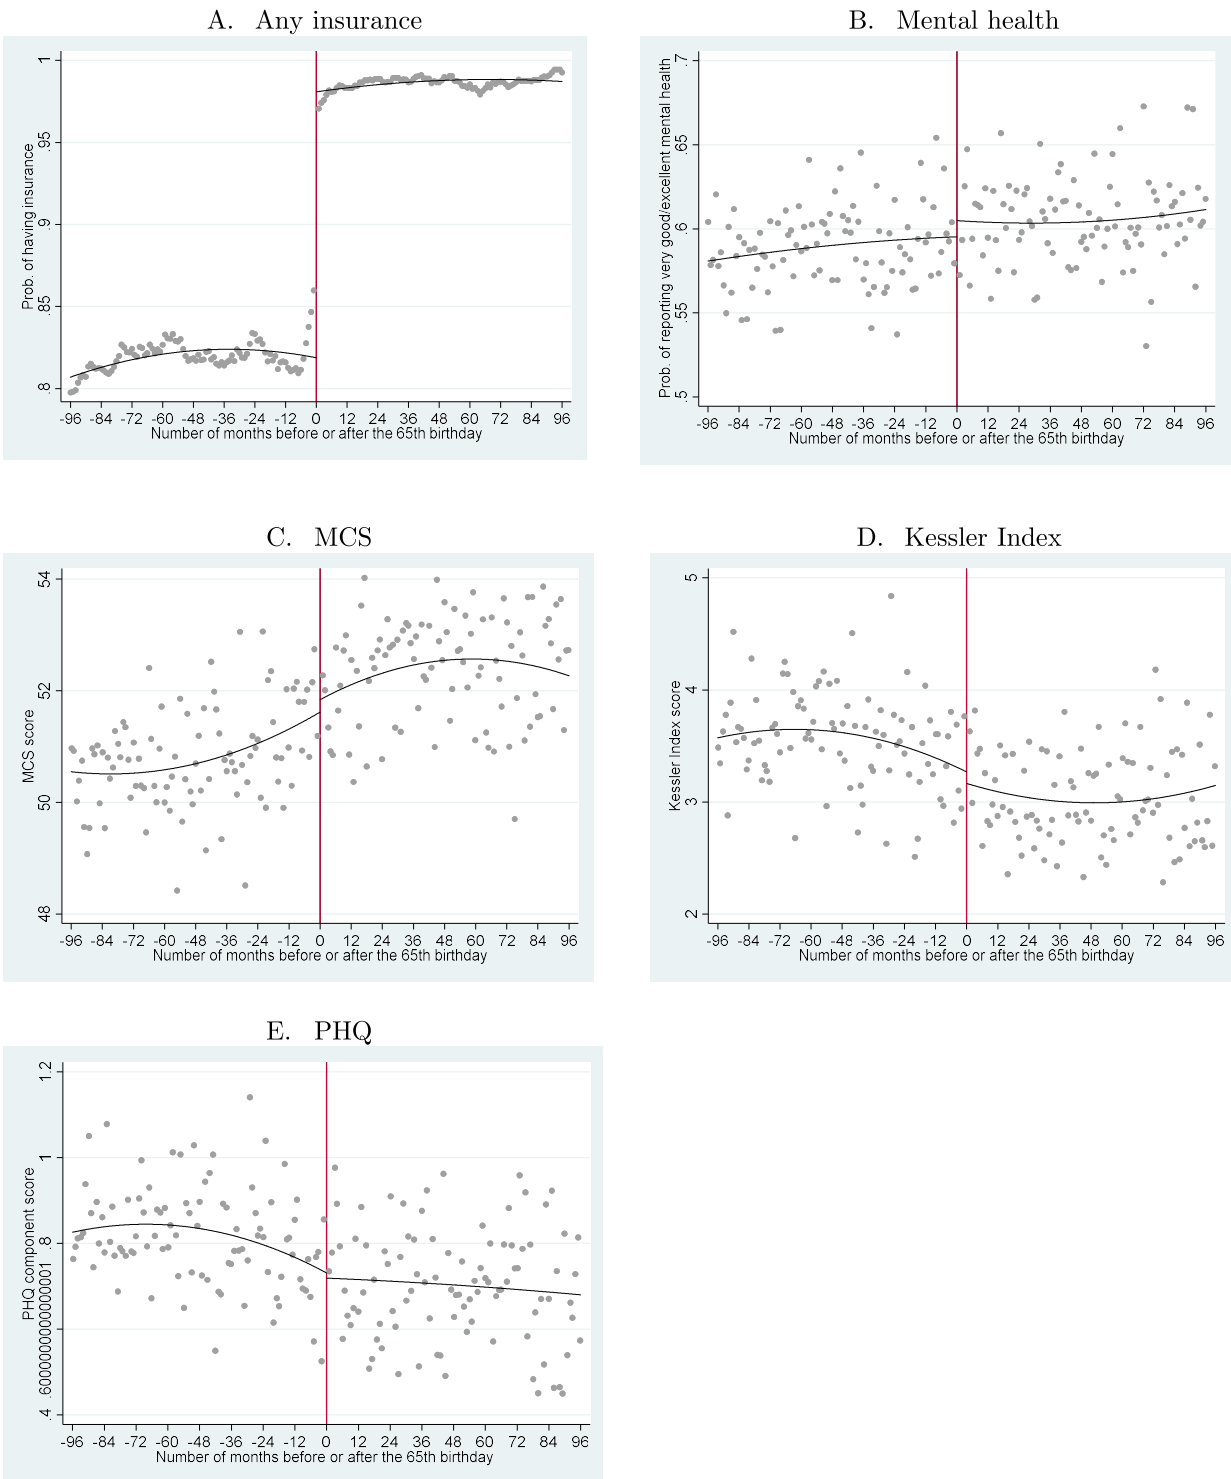 A. Any insurance
Prob. of having insurance
1
.95
.9
.85
.8
-96 -84 -72 -60 -48 -36 -24 -12 0 12 24 36 48 60 72 84 96
Number of months before or after the 65th birthday
B. Mental health
Prob. of reporting very good/excellent mental health
.7
.65
.6
.55
.5
-96 -84 -72 -60 -48 -36 -24 -12 0 12 24 36 48 60 72 84 96
Number of months before or after the 65th birthday
C. MCS
MCS score
54
52
50
48
-96 -84 -72 -60 -48 -36 -24 -12 0 12 24 36 48 60 72 84 96
Number of months before or after the 65th birthday
D. Kessler Index
Kessler Index score
5
4
3
2
-96 -84 -72 -60 -48 -36 -24 -12 0 12 24 36 48 60 72 84 96
Number of months before or after the 65th birthday
E. PHQ
PHQ component score
1.2
1
.8
.4
-96 -84 -72 -60 -48 -36 -24 -12 0 12 24 36 48 60 72 84 96
Number of months before or after the 65th birthday